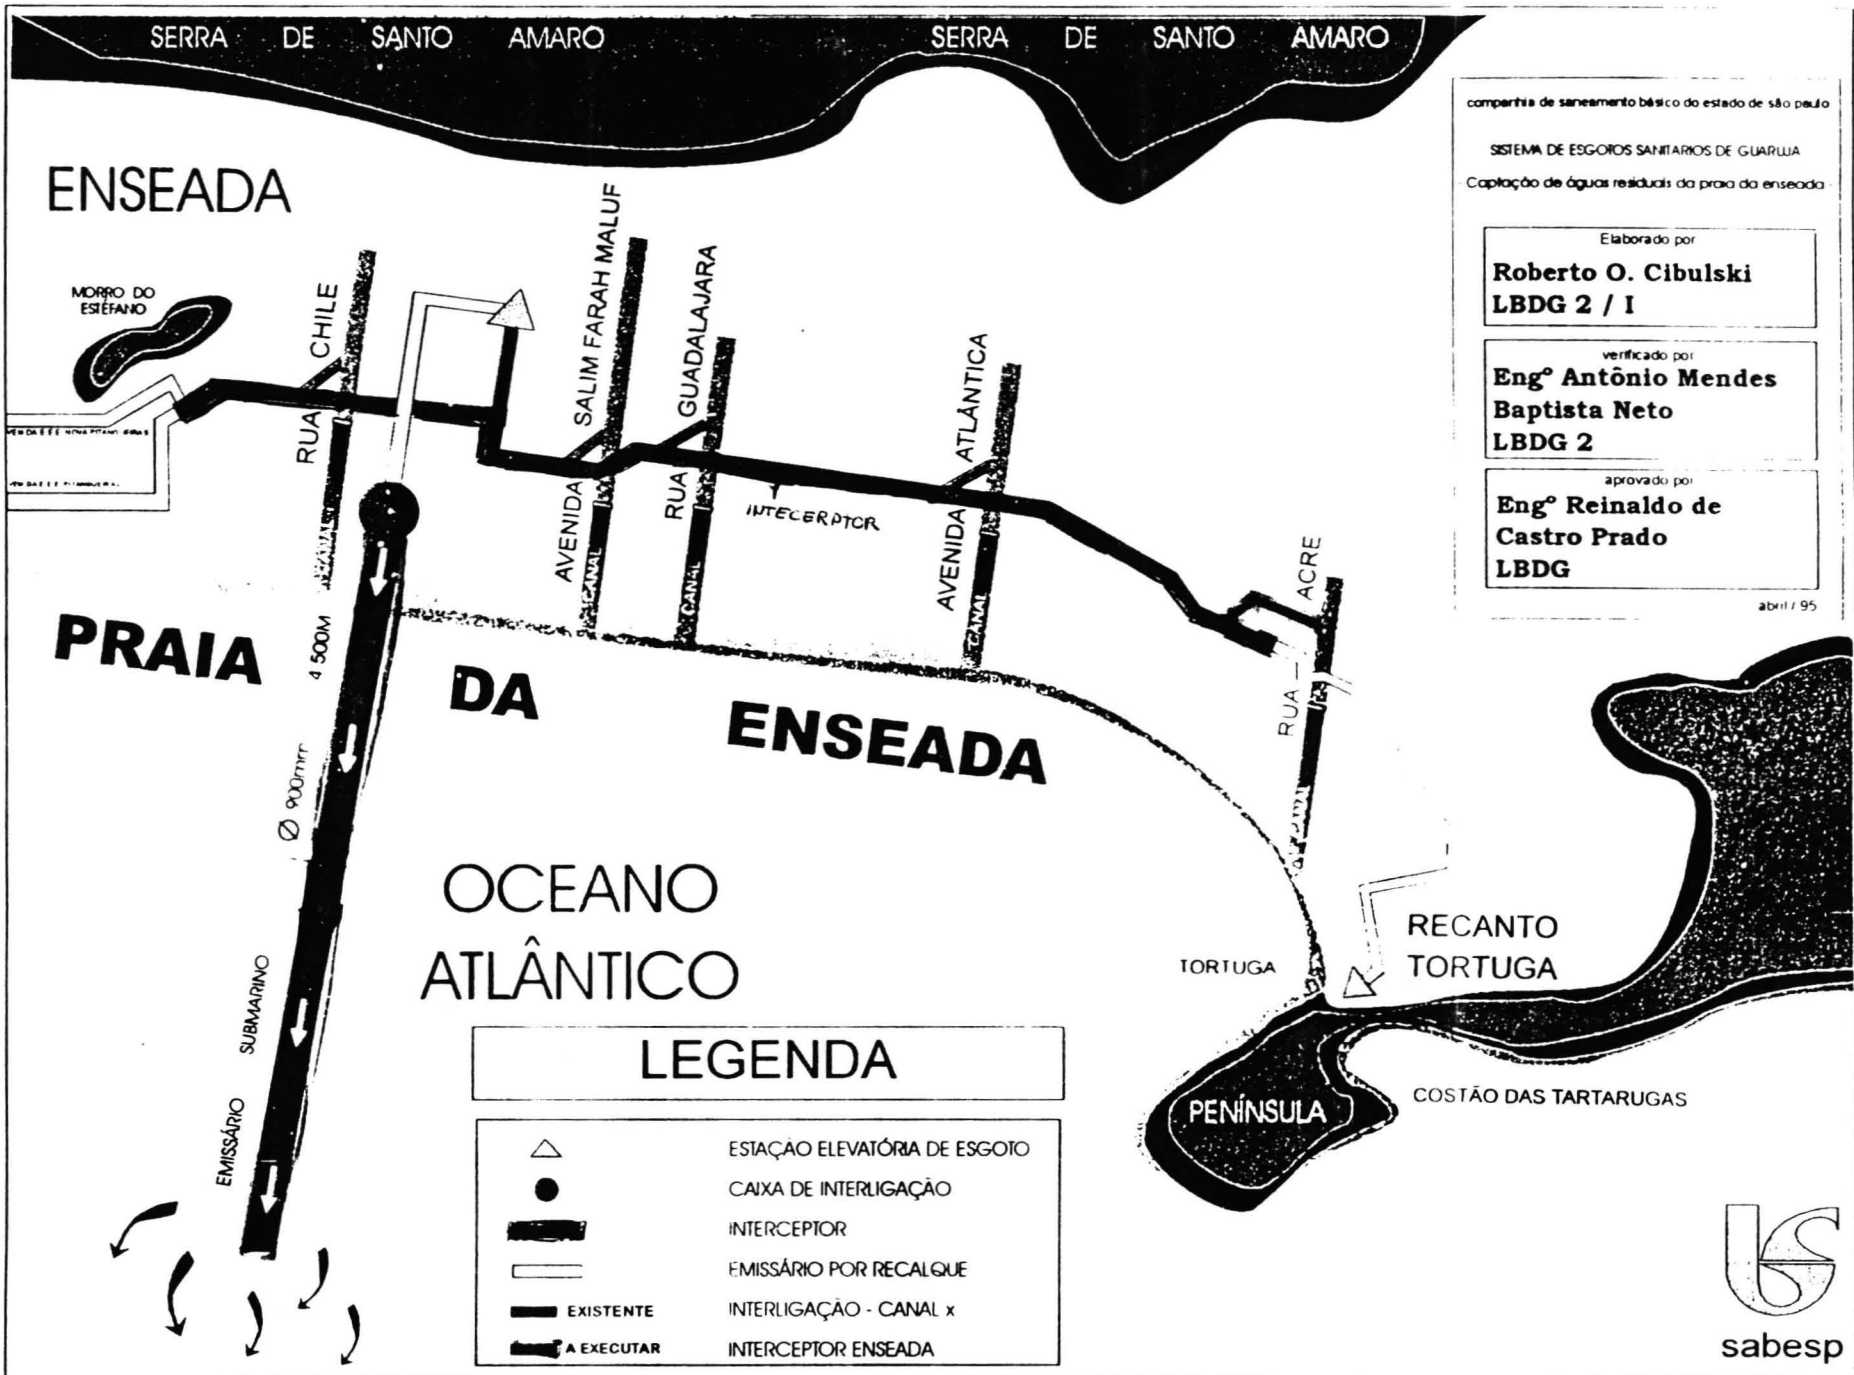 SERRA DE SANTO AMARO
SERRA DE SANTO AMARO
companhia de saneamento básico do estado de são paulo
SISTEMA DE ESGOTOS SANITARIOS DE GUARUJA
Captação de águas residuais da praia da enseada
Elaborado por
Roberto O. Cibulski
LBDG 2 / I
verificado por
Engº Antônio Mendes
Baptista Neto
LBDG 2
aprovado por
Engº Reinaldo de
Castro Prado
LBDG
abril / 95
ENSEADA
MORRO DO
ESTÉFANO
RUA CHILE
AVENIDA SALIM FARAH MALUF
RUA GUADALAJARA
AVENIDA ATLÂNTICA
RUA ACRE
INTECERPTOR
CANAL
CANAL
CANAL
PRAIA DA ENSEADA
4 500M
Ø 900mm
EMISSÁRIO SUBMARINO
OCEANO
ATLÂNTICO
TORTUGA
RECANTO
TORTUGA
PENÍNSULA
COSTÃO DAS TARTARUGAS
LEGENDA
ESTAÇÃO ELEVATÓRIA DE ESGOTO
CAIXA DE INTERLIGAÇÃO
INTERCEPTOR
EMISSÁRIO POR RECALQUE
EXISTENTE INTERLIGAÇÃO - CANAL x
A EXECUTAR INTERCEPTOR ENSEADA
sabesp